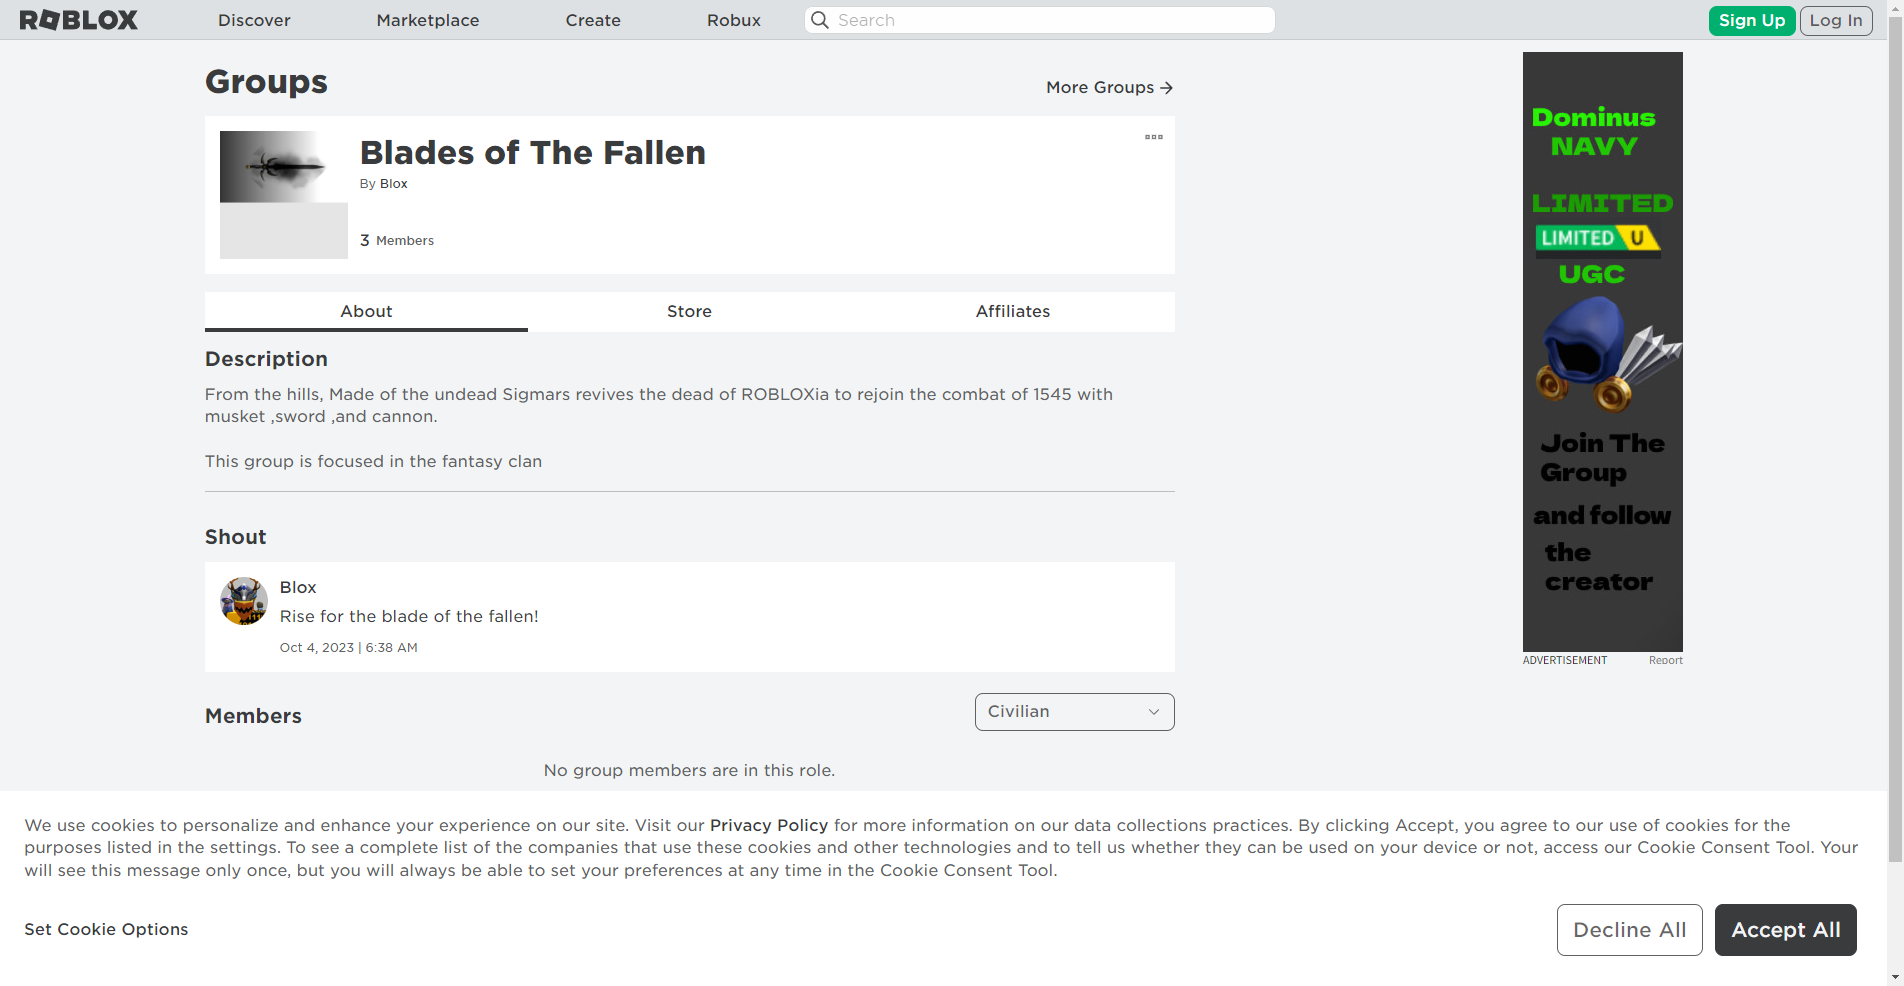 ROBLOX
Discover
Marketplace
Create
Robux
Search
Sign Up
Log In
Groups
More Groups
Blades of The Fallen
By Blox
3 Members
About
Store
Affiliates
Description
From the hills, Made of the undead Sigmars revives the dead of ROBLOXia to rejoin the combat of 1545 with
musket ,sword ,and cannon.
This group is focused in the fantasy clan
Shout
Blox
Rise for the blade of the fallen!
Oct 4, 2023 | 6:38 AM
Members
Civilian
No group members are in this role.
Dominus
NAVY
LIMITED
LIMITED U
UGC
Join The
Group
and follow
the
creator
ADVERTISEMENT
Report
We use cookies to personalize and enhance your experience on our site. Visit our Privacy Policy for more information on our data collections practices. By clicking Accept, you agree to our use of cookies for the
purposes listed in the settings. To see a complete list of the companies that use these cookies and other technologies and to tell us whether they can be used on your device or not, access our Cookie Consent Tool. Your
will see this message only once, but you will always be able to set your preferences at any time in the Cookie Consent Tool.
Set Cookie Options
Decline All
Accept All